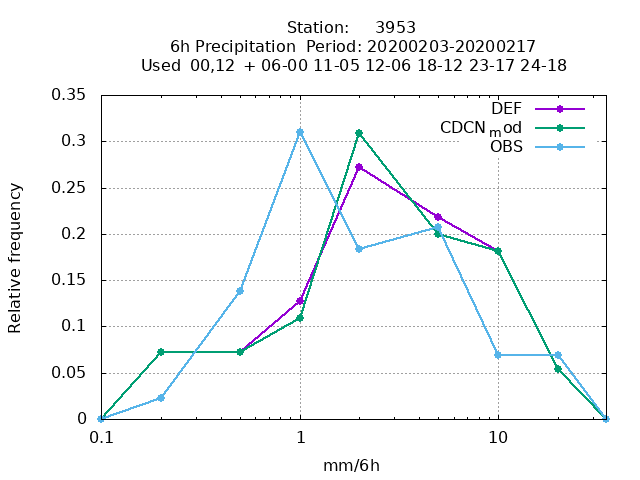 Station: 3953
6h Precipitation Period: 20200203-20200217
Used 00,12 + 06-00 11-05 12-06 18-12 23-17 24-18
0.35
0.3
0.25
0.2
0.15
0.1
0.05
0
Relative frequency
DEF
CDCN_mod
OBS
0.1
1
10
mm/6h